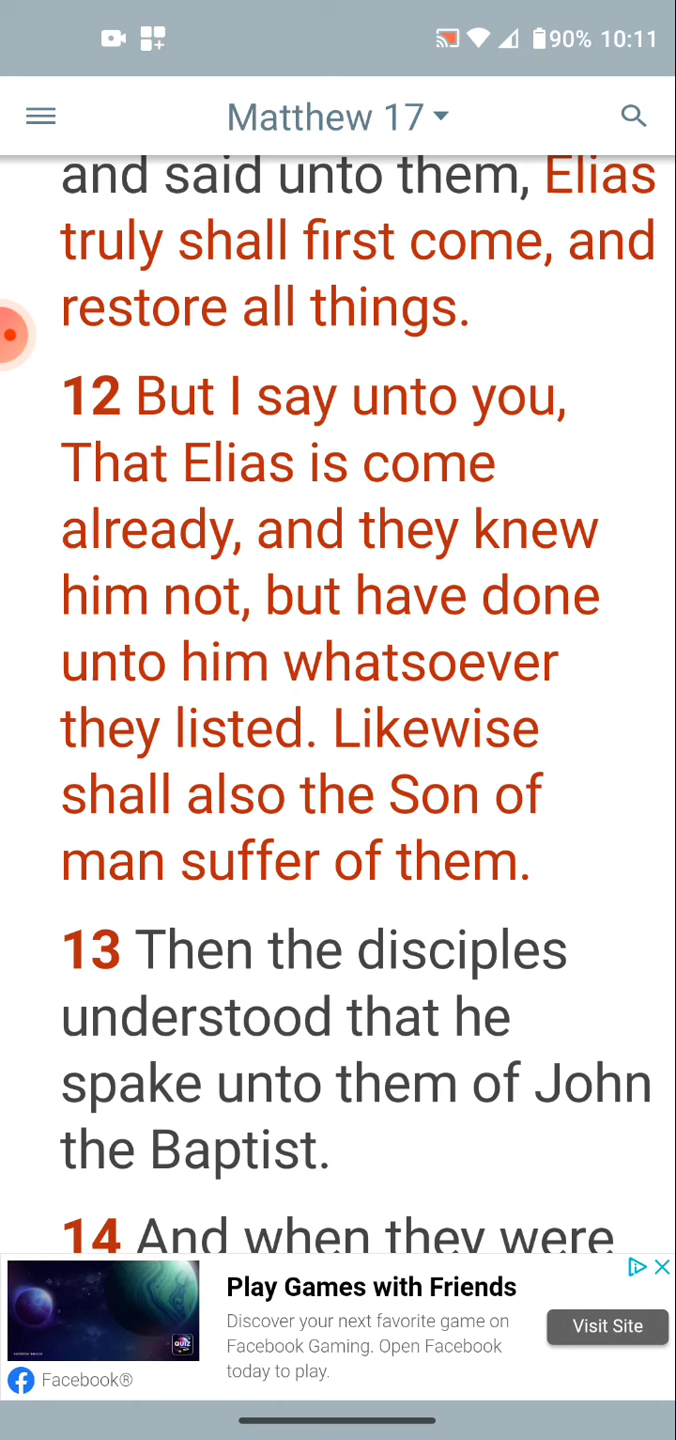 90% 10:11
Matthew 17
and said unto them, Elias
truly shall first come, and
restore all things.
12 But I say unto you,
That Elias is come
already, and they knew
him not, but have done
unto him whatsoever
they listed. Likewise
shall also the Son of
man suffer of them.
13 Then the disciples
understood that he
spake unto them of John
the Baptist.
14 And when they were
Play Games with Friends
Discover your next favorite game on
Facebook Gaming. Open Facebook
today to play.
Visit Site
QUIZ
Facebook®